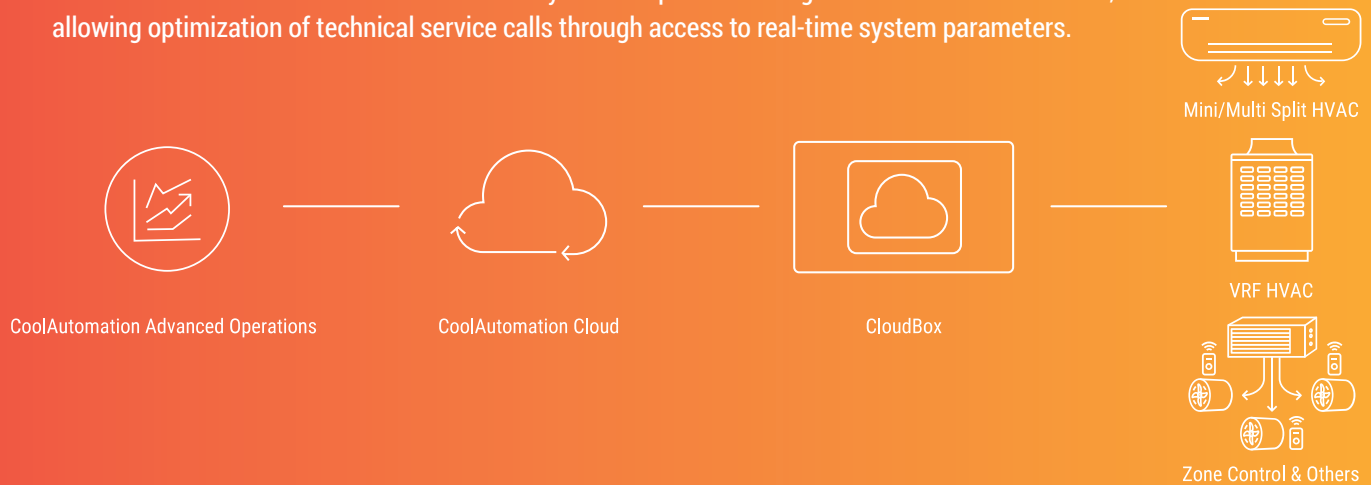 allowing optimization of technical service calls through access to real-time system parameters.
Mini/Multi Split HVAC
VRF HVAC
CoolAutomation Advanced Operations
CoolAutomation Cloud
CloudBox
Zone Control & Others